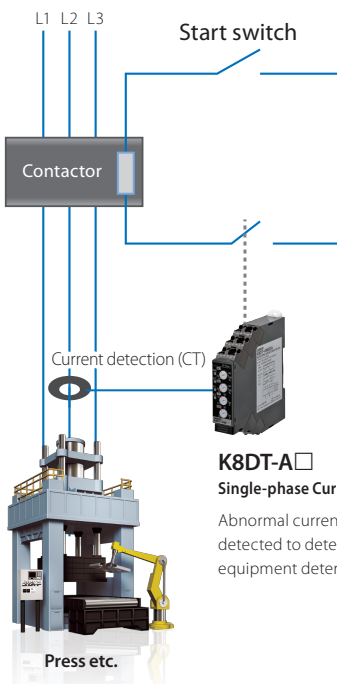 L1 L2 L3
Start switch
Contactor
Current detection (CT)
K8DT-A□
Single-phase Cur
Abnormal curren
detected to dete
equipment deter
Press etc.